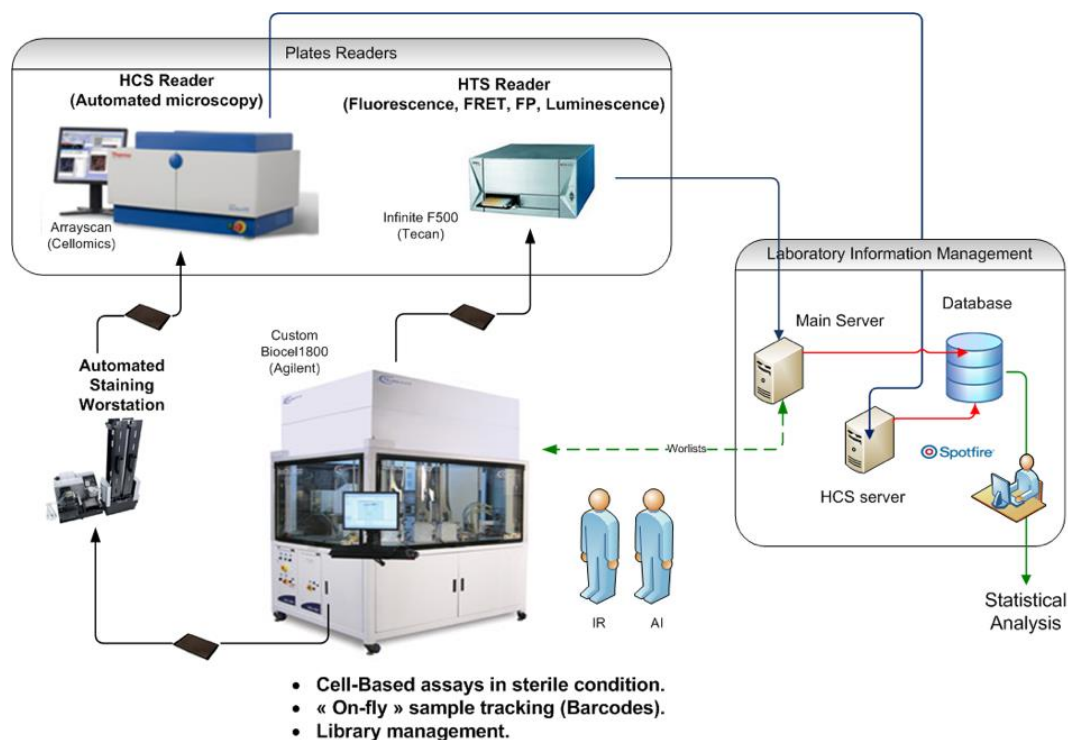 Plates Readers
HCS Reader
(Automated microscopy)
HTS Reader
(Fluorescence, FRET, FP, Luminescence)
Arrayscan
(Cellomics)
Infinite F500
(Tecan)
Laboratory Information Management
Main Server
Database
HCS server
Spotfire
Custom
Biocel1800
(Agilent)
Automated
Staining
Worstation
Worlists
IR
AI
Statistical
Analysis
• Cell-Based assays in sterile condition.
• « On-fly » sample tracking (Barcodes).
• Library management.